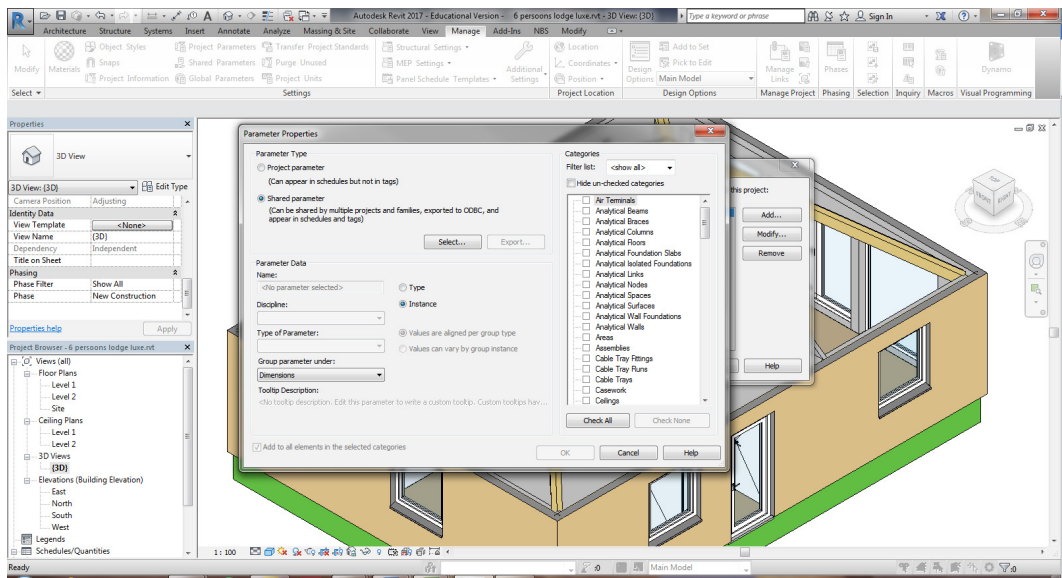 Autodesk Revit 2017 - Educational Version - 6 persoons lodge luxe.rvt - 3D View: {3D}
Type a keyword or phrase
Sign In
Architecture Structure Systems Insert Annotate Analyze Massing & Site Collaborate View Manage Add-Ins NBS Modify
Modify
Materials
Object Styles
Snaps
Project Information
Project Parameters
Shared Parameters
Global Parameters
Transfer Project Standards
Purge Unused
Project Units
Structural Settings
MEP Settings
Panel Schedule Templates
Additional Settings
Location
Coordinates
Position
Design Options
Add to Set
Pick to Edit
Main Model
Manage Links
Phases
Dynamo
Select
Settings
Project Location
Design Options
Manage Project
Phasing
Selection
Inquiry
Macros
Visual Programming
Properties
3D View
3D View: {3D}
Edit Type
Camera Position Adjusting
Identity Data
View Template <None>
View Name {3D}
Dependency Independent
Title on Sheet
Phasing
Phase Filter Show All
Phase New Construction
Properties help
Apply
Project Browser - 6 persoons lodge luxe.rvt
Views (all)
Floor Plans
Level 1
Level 2
Site
Ceiling Plans
Level 1
Level 2
3D Views
{3D}
Elevations (Building Elevation)
East
North
South
West
Legends
Schedules/Quantities
Parameter Properties
Parameter Type
Project parameter
(Can appear in schedules but not in tags)
Shared parameter
(Can be shared by multiple projects and families, exported to ODBC, and
appear in schedules and tags)
Select...
Export...
Parameter Data
Name:
<No parameter selected>
Type
Discipline:
Instance
Type of Parameter:
Values are aligned per group type
Values can vary by group instance
Group parameter under:
Dimensions
Tooltip Description:
<No tooltip description. Edit this parameter to write a custom tooltip. Custom tooltips hav...
Add to all elements in the selected categories
Categories
Filter list: <show all>
Hide un-checked categories
Air Terminals
Analytical Beams
Analytical Braces
Analytical Columns
Analytical Floors
Analytical Foundation Slabs
Analytical Isolated Foundations
Analytical Links
Analytical Nodes
Analytical Spaces
Analytical Surfaces
Analytical Wall Foundations
Analytical Walls
Areas
Assemblies
Cable Tray Fittings
Cable Tray Runs
Cable Trays
Casework
Ceilings
Check All
Check None
OK
Cancel
Help
this project:
Add...
Modify...
Remove
Help
TOP
FRONT
RIGHT
1 : 100
Ready
:0
Main Model
:0